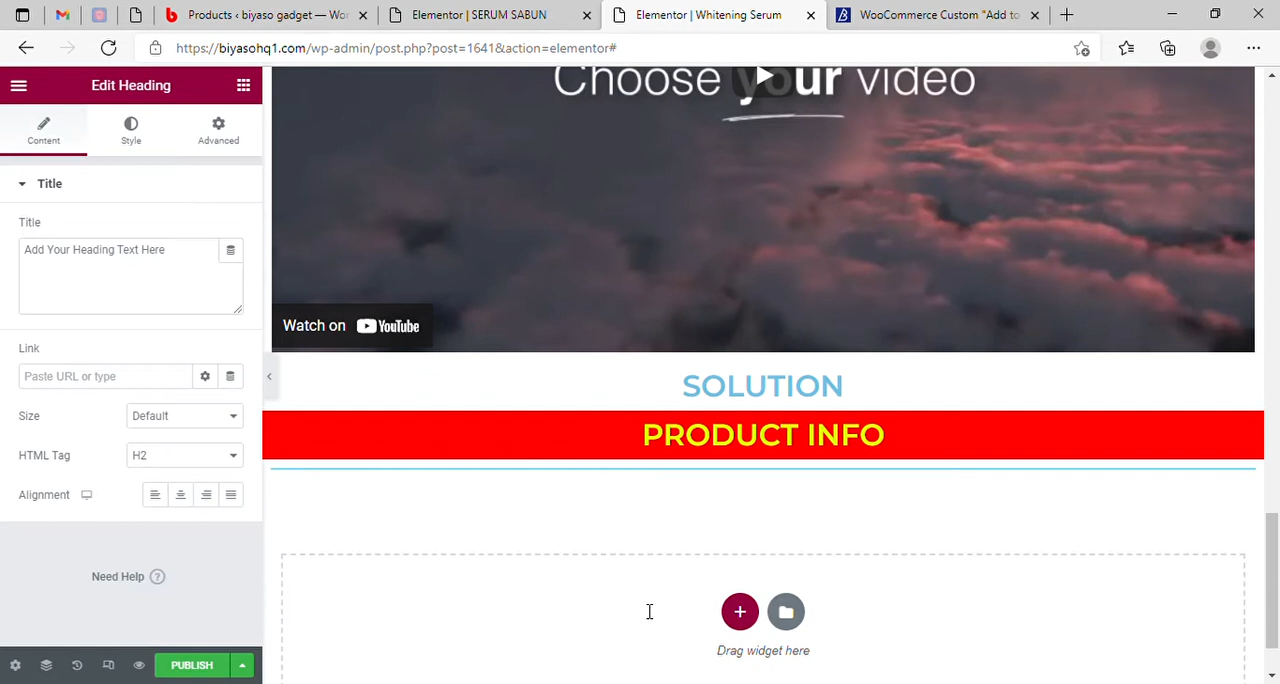 Products ‹ biyaso gadget — Wor
Elementor | SERUM SABUN
Elementor | Whitening Serum
WooCommerce Custom "Add to
https://biyasohq1.com/wp-admin/post.php?post=1641&action=elementor#
Edit Heading
Content
Style
Advanced
Title
Title
Add Your Heading Text Here
Link
Paste URL or type
Size
Default
HTML Tag
H2
Alignment
Need Help
?
PUBLISH
Choose your video
Watch on YouTube
SOLUTION
PRODUCT INFO
Drag widget here